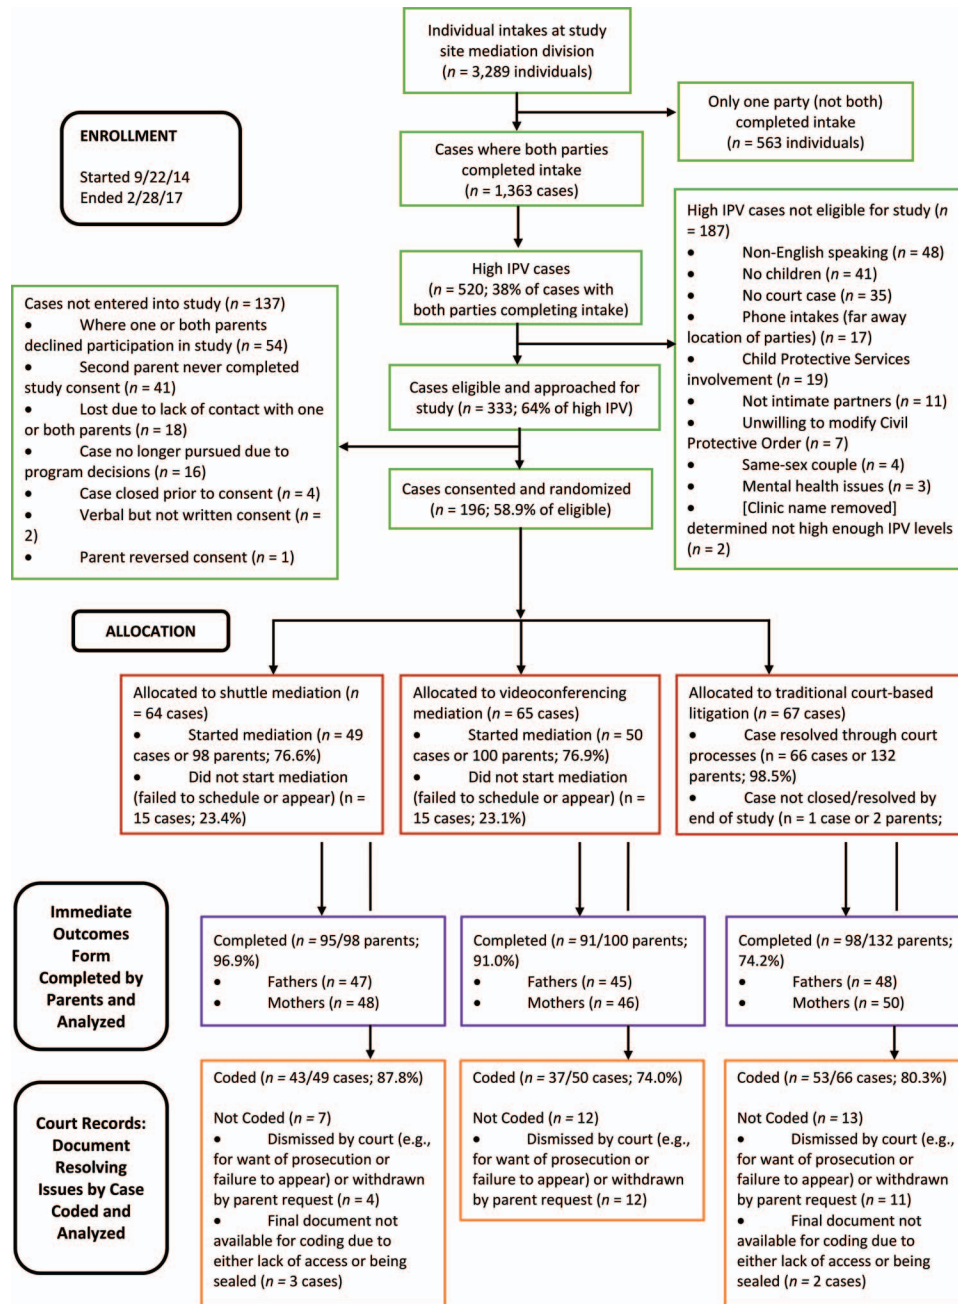 Individual intakes at study
site mediation division
(n = 3,289 individuals)
Only one party (not both)
completed intake
(n = 563 individuals)
ENROLLMENT
Started 9/22/14
Ended 2/28/17
Cases where both parties
completed intake
(n = 1,363 cases)
High IPV cases not eligible for study (n
= 187)
• Non-English speaking (n = 48)
• No children (n = 41)
• No court case (n = 35)
• Phone intakes (far away
location of parties) (n = 17)
• Child Protective Services
involvement (n = 19)
• Not intimate partners (n = 11)
• Unwilling to modify Civil
Protective Order (n = 7)
• Same-sex couple (n = 4)
• Mental health issues (n = 3)
• [Clinic name removed]
determined not high enough IPV levels
(n = 2)
High IPV cases
(n = 520; 38% of cases with
both parties completing intake)
Cases not entered into study (n = 137)
• Where one or both parents
declined participation in study (n = 54)
• Second parent never completed
study consent (n = 41)
• Lost due to lack of contact with one
or both parents (n = 18)
• Case no longer pursued due to
program decisions (n = 16)
• Case closed prior to consent (n = 4)
• Verbal but not written consent (n =
2)
• Parent reversed consent (n = 1)
Cases eligible and approached for
study (n = 333; 64% of high IPV)
Cases consented and randomized
(n = 196; 58.9% of eligible)
ALLOCATION
Allocated to shuttle mediation (n
= 64 cases)
• Started mediation (n = 49
cases or 98 parents; 76.6%)
• Did not start mediation
(failed to schedule or appear) (n =
15 cases; 23.4%)
Allocated to videoconferencing
mediation (n = 65 cases)
• Started mediation (n = 50
cases or 100 parents; 76.9%)
• Did not start mediation
(failed to schedule or appear) (n =
15 cases; 23.1%)
Allocated to traditional court-based
litigation (n = 67 cases)
• Case resolved through court
processes (n = 66 cases or 132
parents; 98.5%)
• Case not closed/resolved by
end of study (n = 1 case or 2 parents;
Immediate
Outcomes
Form
Completed by
Parents and
Analyzed
Completed (n = 95/98 parents;
96.9%)
• Fathers (n = 47)
• Mothers (n = 48)
Completed (n = 91/100 parents;
91.0%)
• Fathers (n = 45)
• Mothers (n = 46)
Completed (n = 98/132 parents;
74.2%)
• Fathers (n = 48)
• Mothers (n = 50)
Court Records:
Document
Resolving
Issues by Case
Coded and
Analyzed
Coded (n = 43/49 cases; 87.8%)
Not Coded (n = 7)
• Dismissed by court (e.g.,
for want of prosecution or
failure to appear) or withdrawn
by parent request (n = 4)
• Final document not
available for coding due to
either lack of access or being
sealed (n = 3 cases)
Coded (n = 37/50 cases; 74.0%)
Not Coded (n = 12)
• Dismissed by court (e.g.,
for want of prosecution or
failure to appear) or withdrawn
by parent request (n = 12)
Coded (n = 53/66 cases; 80.3%)
Not Coded (n = 13)
• Dismissed by court (e.g.,
for want of prosecution or
failure to appear) or withdrawn
by parent request (n = 11)
• Final document not
available for coding due to
either lack of access or being
sealed (n = 2 cases)